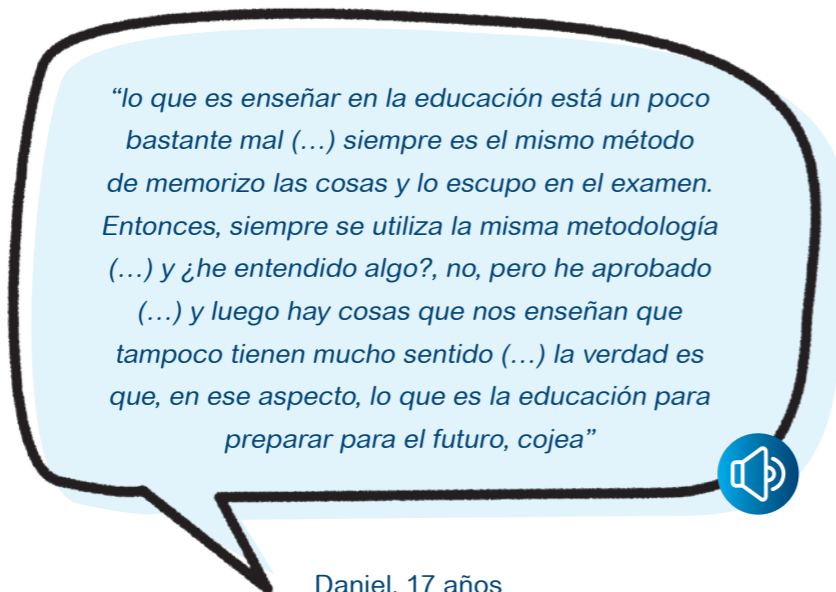 “lo que es enseñar en la educación está un poco
bastante mal (…) siempre es el mismo método
de memorizo las cosas y lo escupo en el examen.
Entonces, siempre se utiliza la misma metodología
(…) y ¿he entendido algo?, no, pero he aprobado
(…) y luego hay cosas que nos enseñan que
tampoco tienen mucho sentido (…) la verdad es
que, en ese aspecto, lo que es la educación para
preparar para el futuro, cojea”
Daniel, 17 años